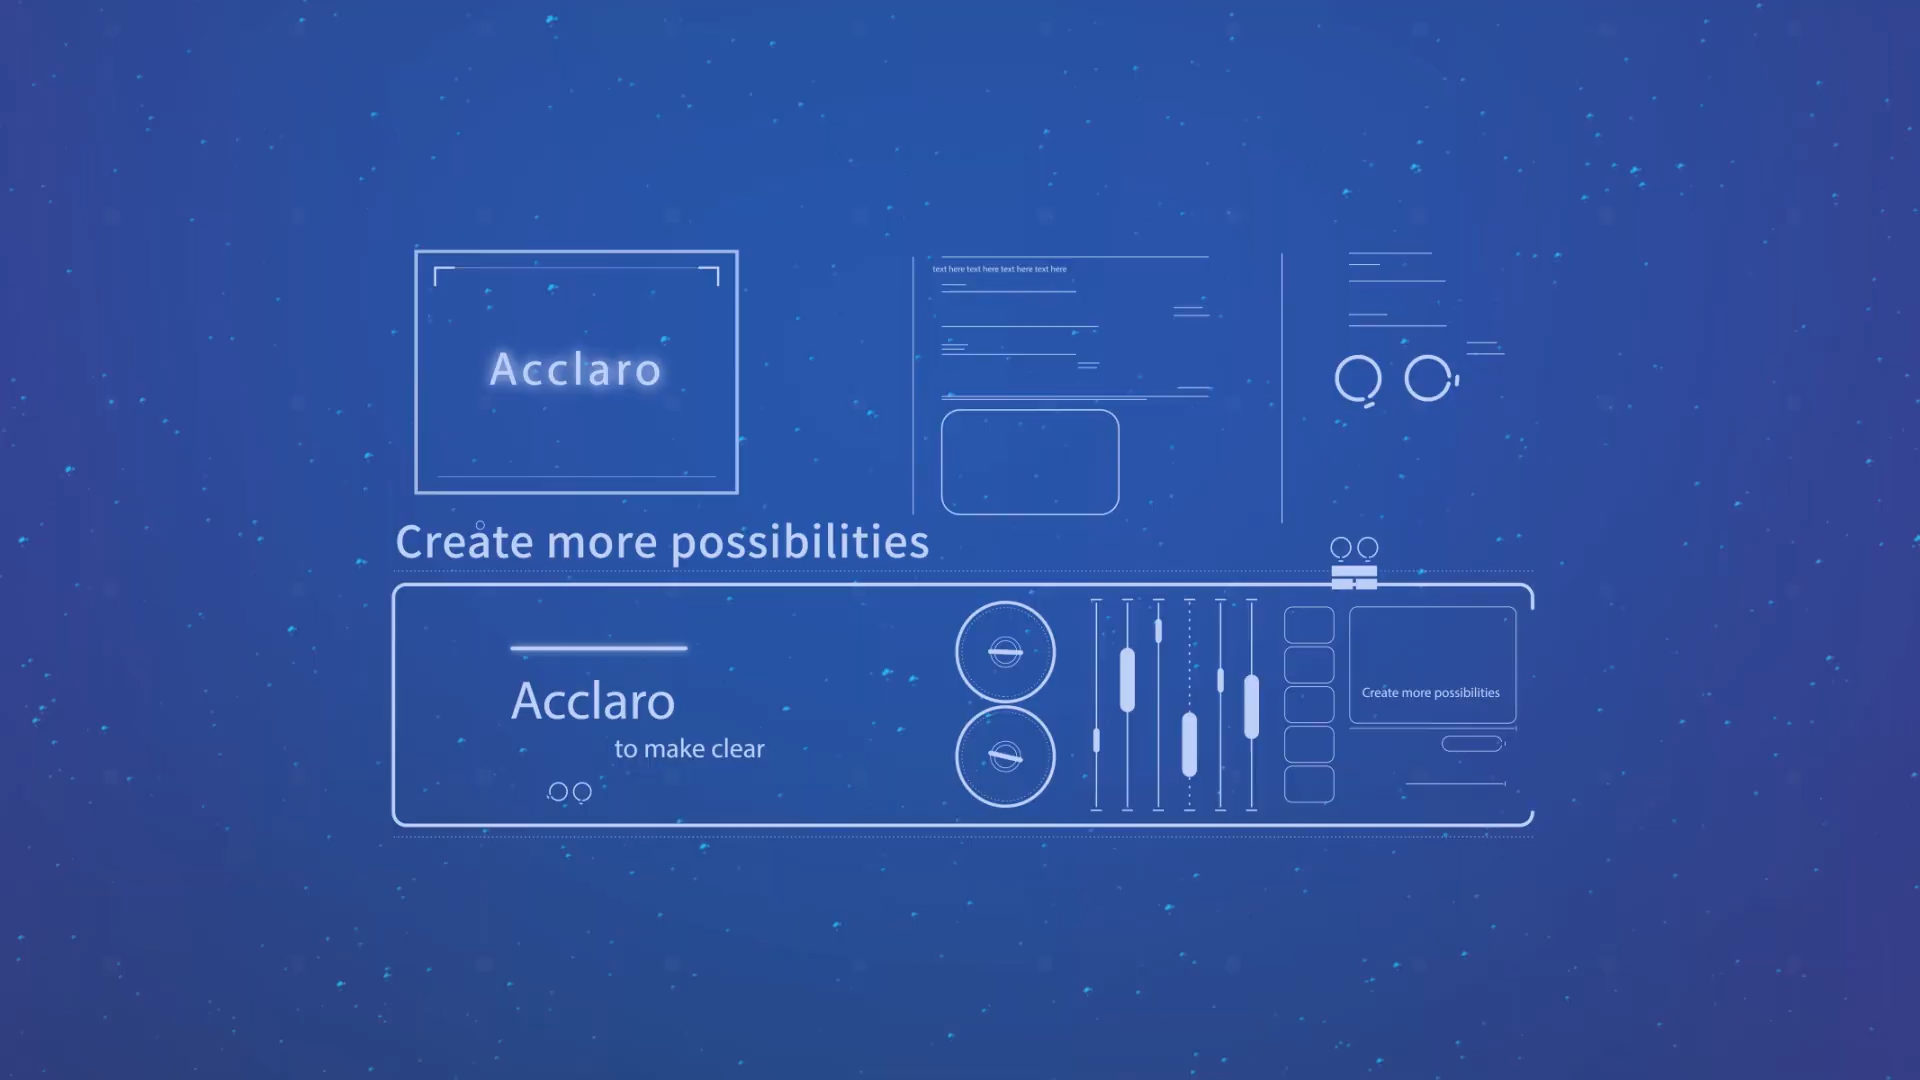 text here text here text here text here
Acclaro
Create more possibilities
Acclaro
to make clear
Create more possibilities